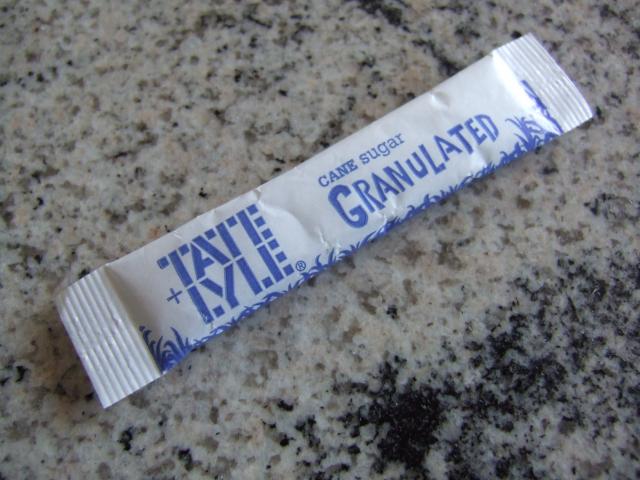 TATE
+LYLE®
CANE sugar
GRANULATED